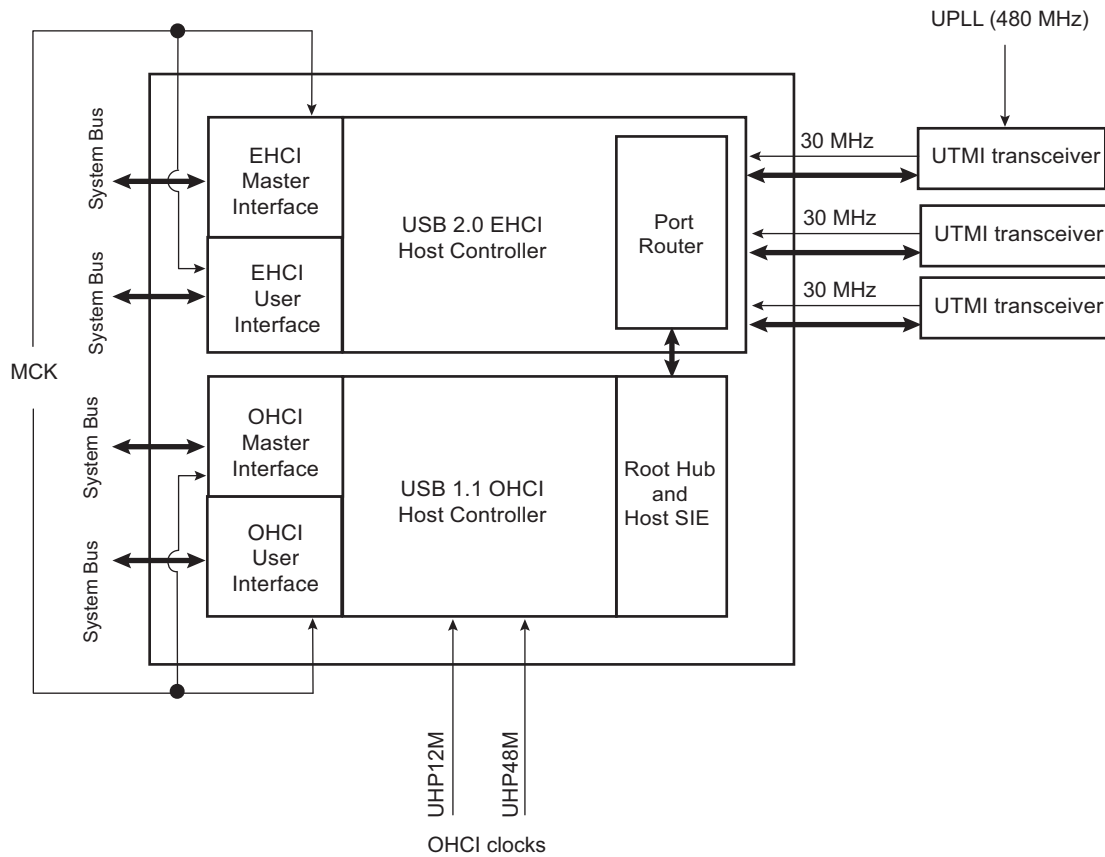 UPLL (480 MHz)
System Bus
EHCI
Master
Interface
USB 2.0 EHCI
Host Controller
Port
Router
30 MHz
UTMI transceiver
30 MHz
UTMI transceiver
System Bus
EHCI
User
Interface
30 MHz
UTMI transceiver
MCK
System Bus
OHCI
Master
Interface
USB 1.1 OHCI
Host Controller
Root Hub
and
Host SIE
System Bus
OHCI
User
Interface
UHP12M
UHP48M
OHCI clocks